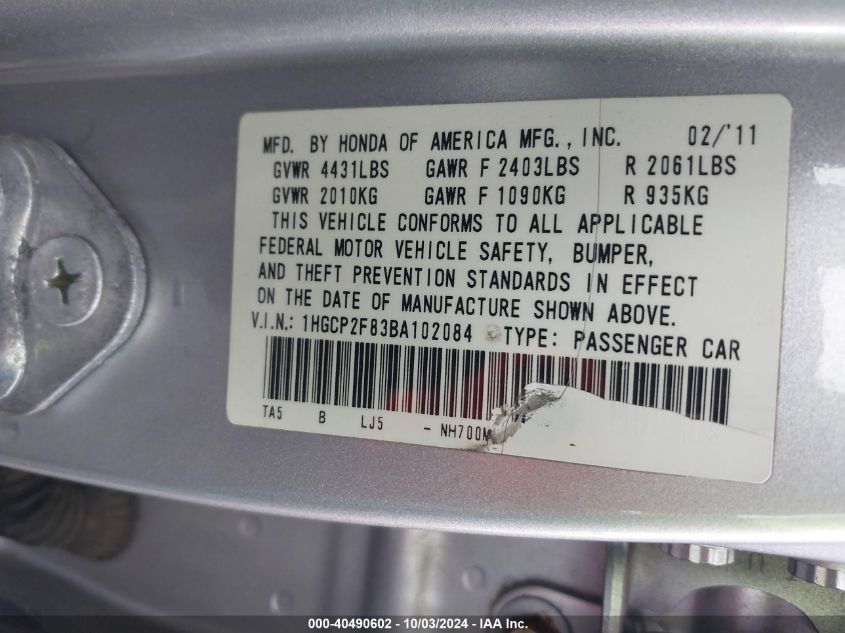 MFD. BY HONDA OF AMERICA MFG., INC. 02/'11
GVWR 4431LBS GAWR F 2403LBS R 2061LBS
GVWR 2010KG GAWR F 1090KG R 935KG
THIS VEHICLE CONFORMS TO ALL APPLICABLE
FEDERAL MOTOR VEHICLE SAFETY, BUMPER,
AND THEFT PREVENTION STANDARDS IN EFFECT
ON THE DATE OF MANUFACTURE SHOWN ABOVE.
V.I.N.: 1HGCP2F83BA102084 TYPE: PASSENGER CAR
TA5 B LJ5 - NH700M
000-40490602 - 10/03/2024 - IAA Inc.